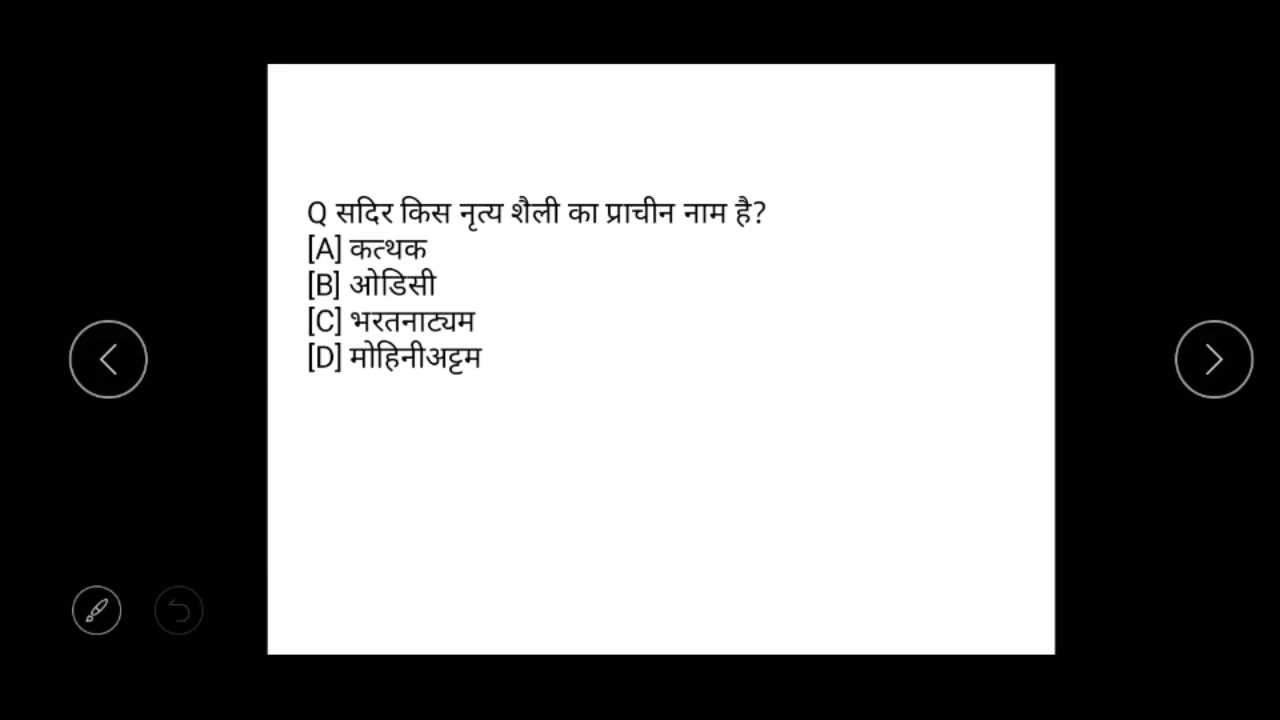 Q सदिर किस नृत्य शैली का प्राचीन नाम है?
[A] कत्थक
[B] ओडिसी
[C] भरतनाट्यम
[D] मोहिनीअट्टम